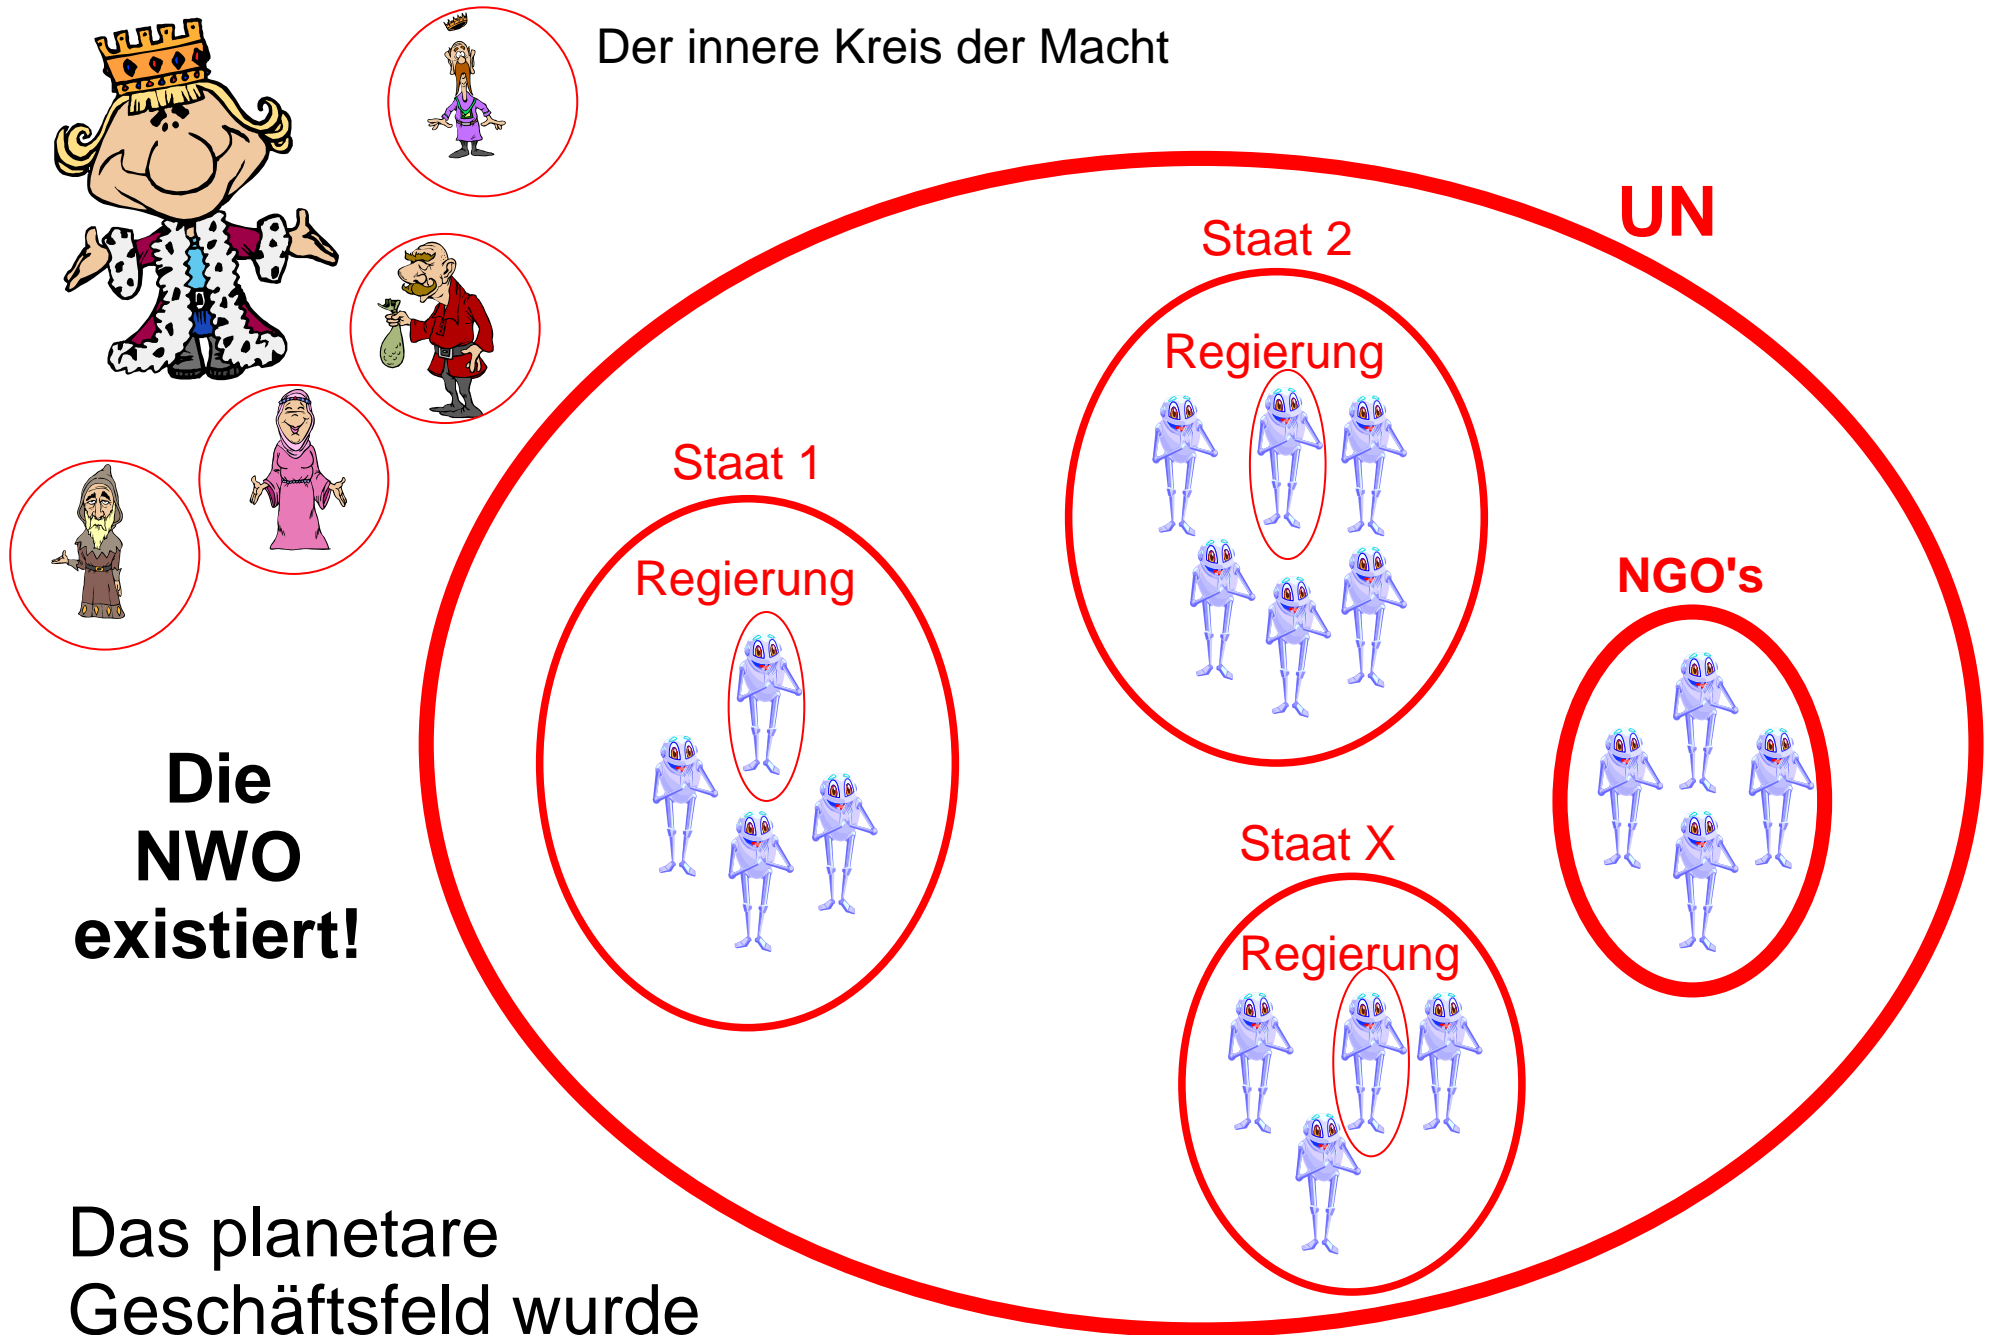 Der innere Kreis der Macht
UN
Staat 2
Regierung
Staat 1
Regierung
NGO's
Die
NWO
existiert!
Staat X
Regierung
Das planetare
Geschäftsfeld wurde